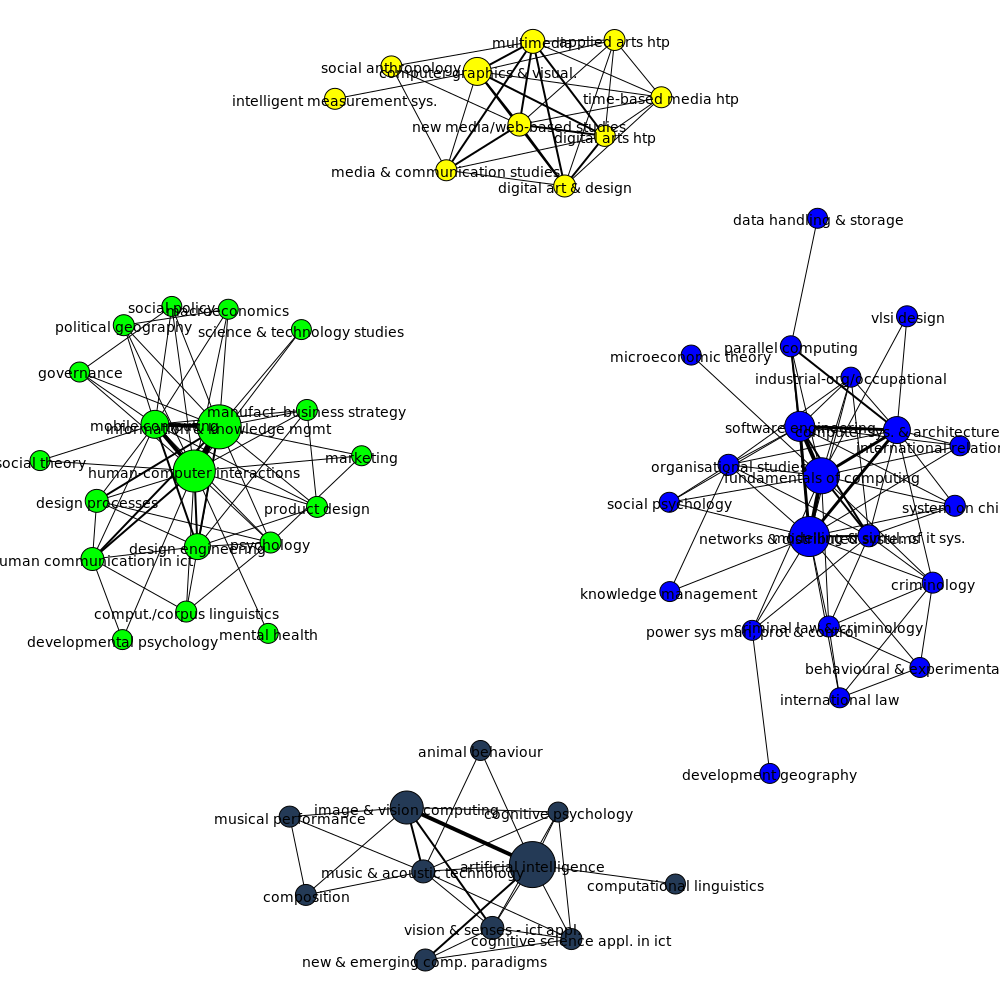 multimedia
applied arts htp
social anthropology
computer graphics & visual.
intelligent measurement sys.
time-based media htp
new media/web-based studies
digital arts htp
media & communication studies
digital art & design
data handling & storage
social policy
macroeconomics
vlsi design
political geography
science & technology studies
parallel computing
microeconomic theory
governance
industrial-org/occupational
manufact. business strategy
mobile computing
information & knowledge mgmt
software engineering
computer sys. & architecture
international relation
marketing
social theory
organisational studies
human-computer interactions
fundamentals of computing
design processes
product design
social psychology
system on chi
design engineering
psychology
networks & distributed systems
of it sys.
uman communication in ict
criminology
knowledge management
comput./corpus linguistics
criminal law & criminology
power sys man, prot & control
mental health
developmental psychology
behavioural & experimenta
international law
animal behaviour
development geography
image & vision computing
cognitive psychology
musical performance
artificial intelligence
music & acoustic technology
computational linguistics
composition
vision & senses - ict appl.
cognitive science appl. in ict
new & emerging comp. paradigms